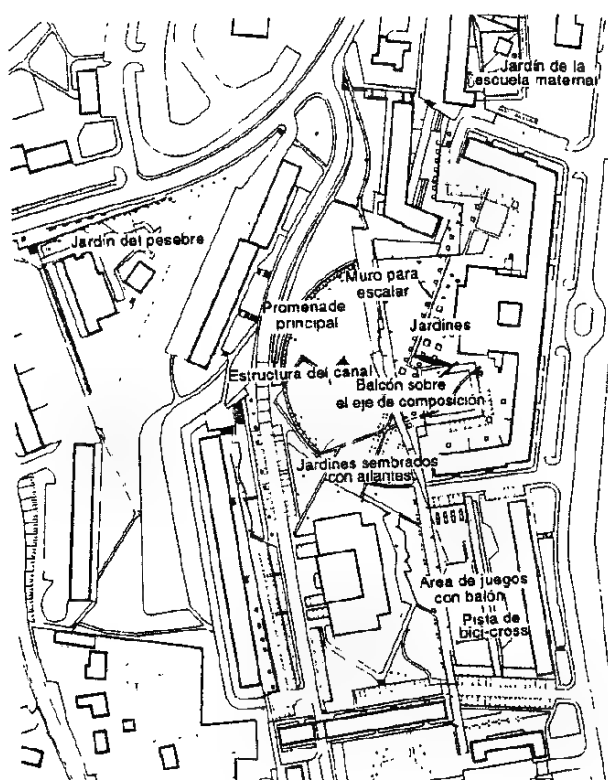 Jardín de la
escuela maternal
Jardín del pesebre
Muro para
escalar
Promenade
principal
Jardines
Estructura del canal
Balcón sobre
el eje de composición
Jardines sembrados
con ailantes
Area de juegos
con balón
Pista de
bici-cross